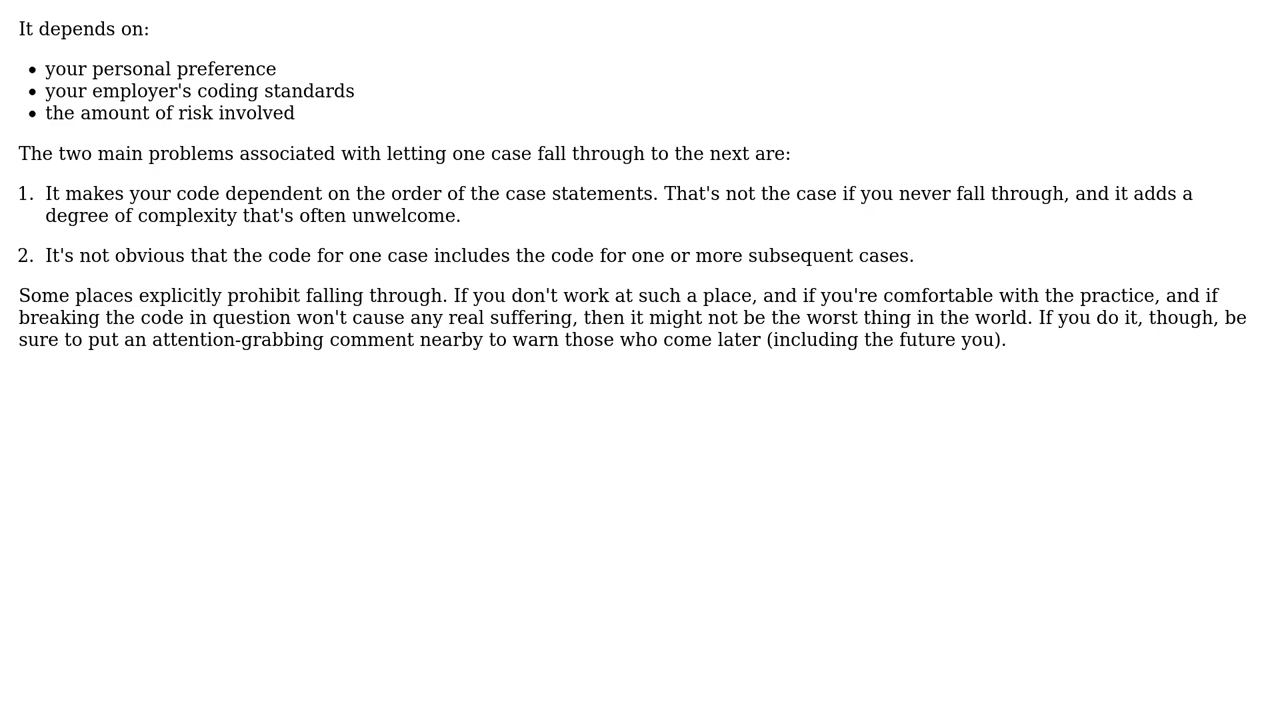 It depends on:
• your personal preference
• your employer's coding standards
• the amount of risk involved
The two main problems associated with letting one case fall through to the next are:
1. It makes your code dependent on the order of the case statements. That's not the case if you never fall through, and it adds a
degree of complexity that's often unwelcome.
2. It's not obvious that the code for one case includes the code for one or more subsequent cases.
Some places explicitly prohibit falling through. If you don't work at such a place, and if you're comfortable with the practice, and if
breaking the code in question won't cause any real suffering, then it might not be the worst thing in the world. If you do it, though, be
sure to put an attention-grabbing comment nearby to warn those who come later (including the future you).